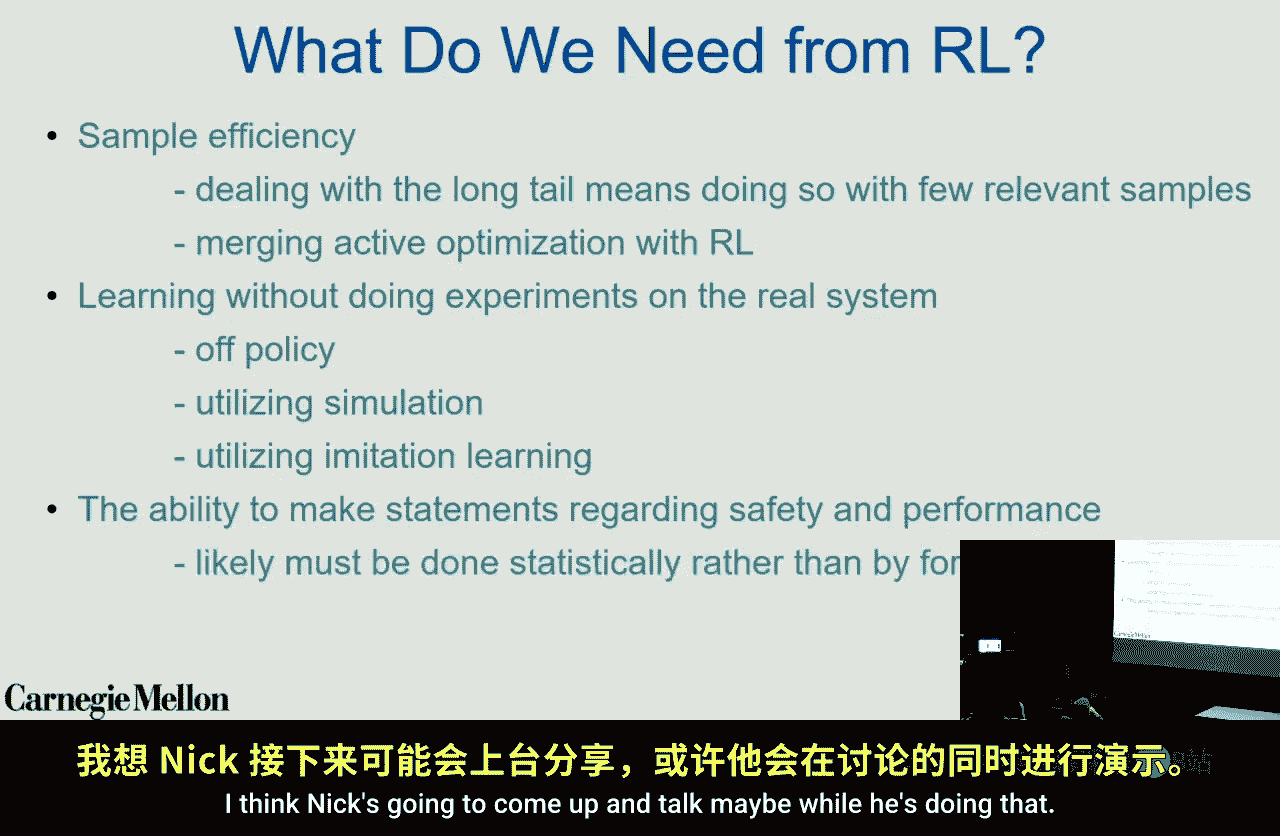 What Do We Need from RL?
• Sample efficiency
- dealing with the long tail means doing so with few relevant samples
- merging active optimization with RL
• Learning without doing experiments on the real system
- off policy
- utilizing simulation
- utilizing imitation learning
• The ability to make statements regarding safety and performance
- likely must be done statistically rather than by
Carnegie Mellon
我想 Nick 接下来可能会上台分享，或许他会在讨论的同时进行演示。
I think Nick's going to come up and talk maybe while he's doing that.